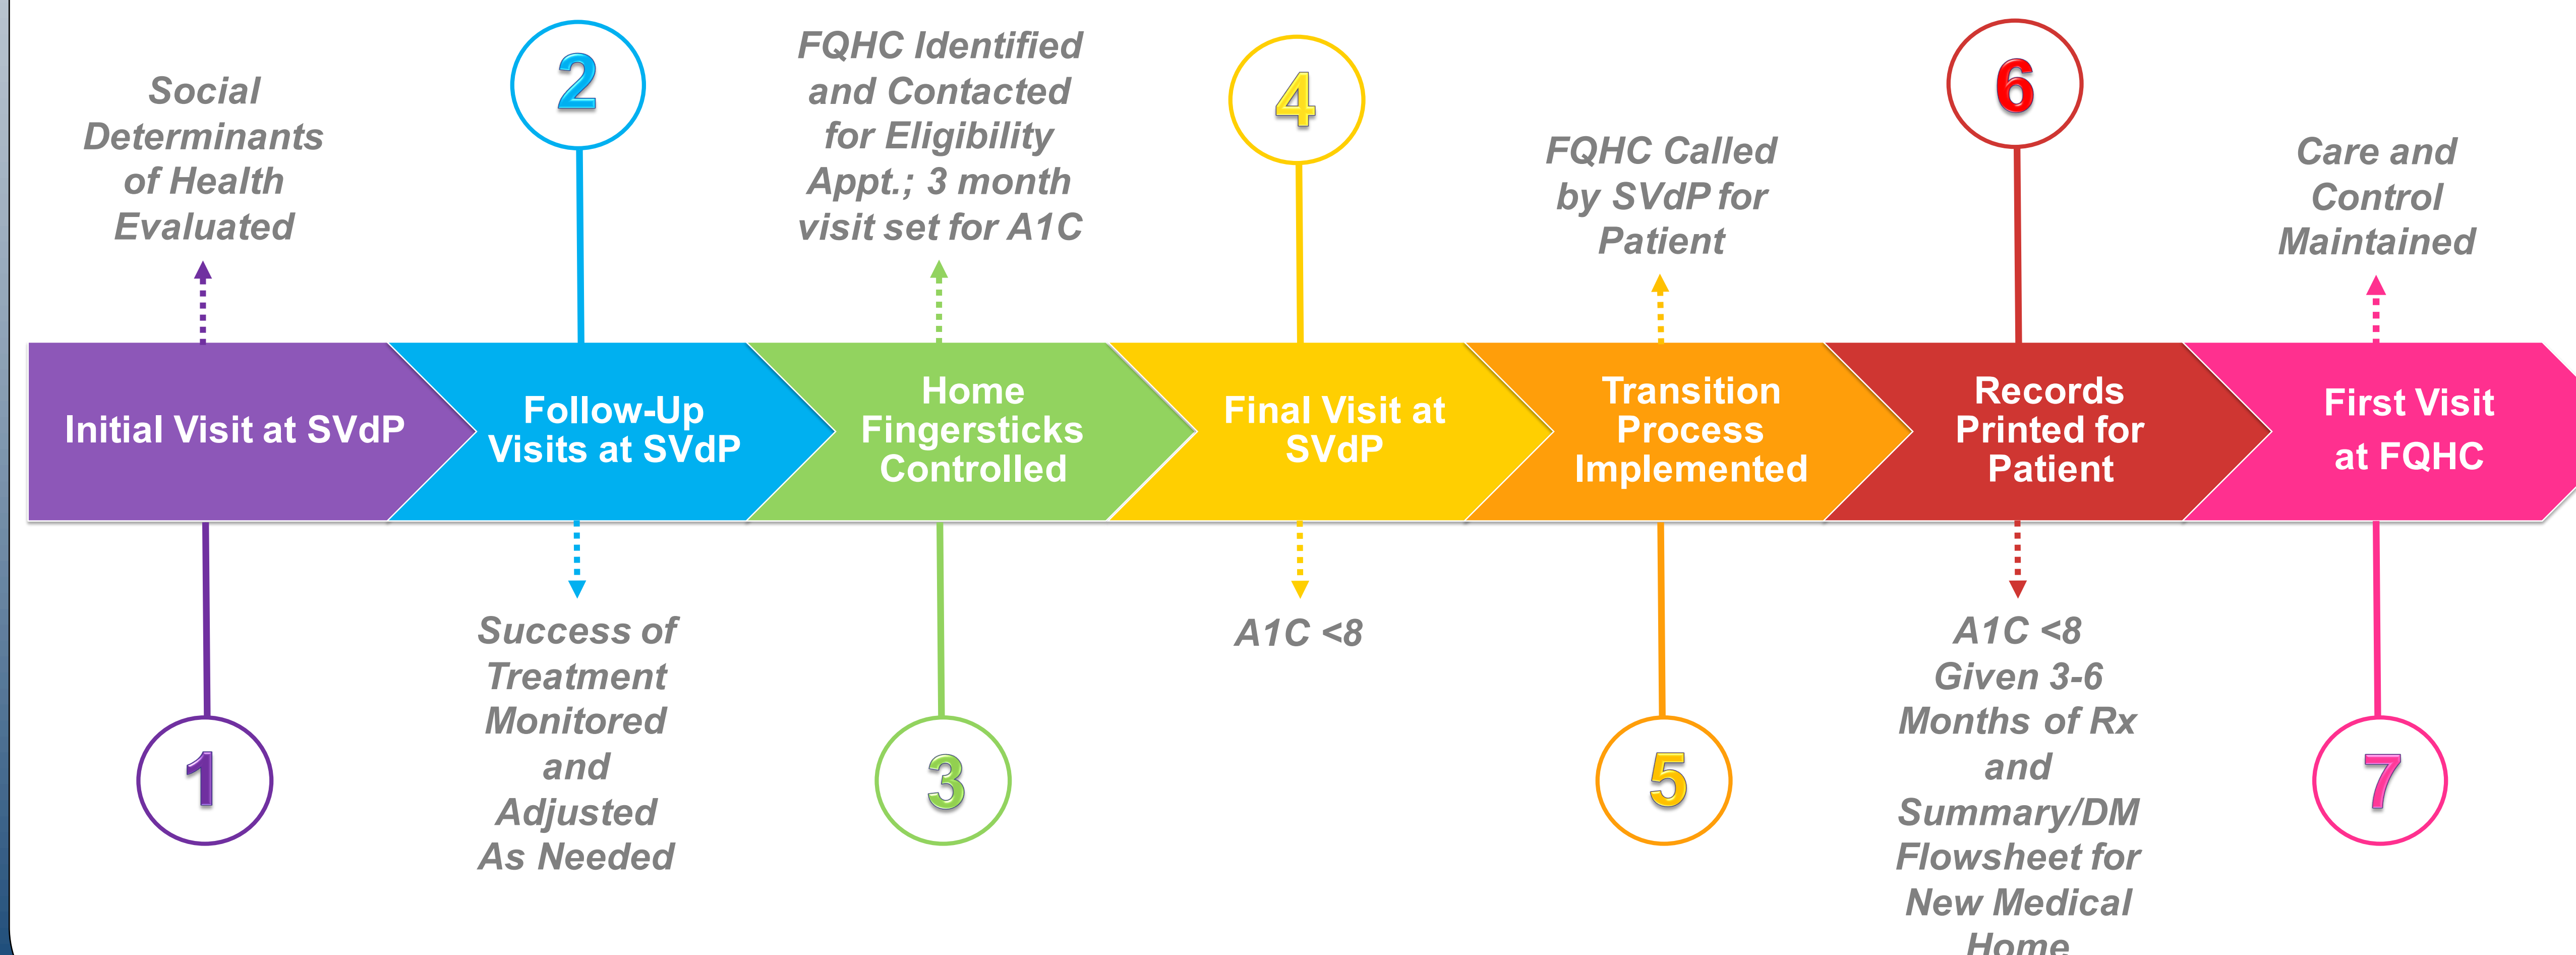 1
Initial Visit at SVdP
Social
Determinants
of Health
Evaluated
2
Follow-Up
Visits at SVdP
Success of
Treatment
Monitored
and
Adjusted
As Needed
3
Home
Fingersticks
Controlled
FQHC Identified
and Contacted
for Eligibility
Appt.; 3 month
visit set for A1C
4
Final Visit at
SVdP
A1C <8
5
Transition
Process
Implemented
FQHC Called
by SVdP for
Patient
6
Records
Printed for
Patient
A1C <8
Given 3-6
Months of Rx
and
Summary/DM
Flowsheet for
New Medical
Home
7
First Visit
at FQHC
Care and
Control
Maintained